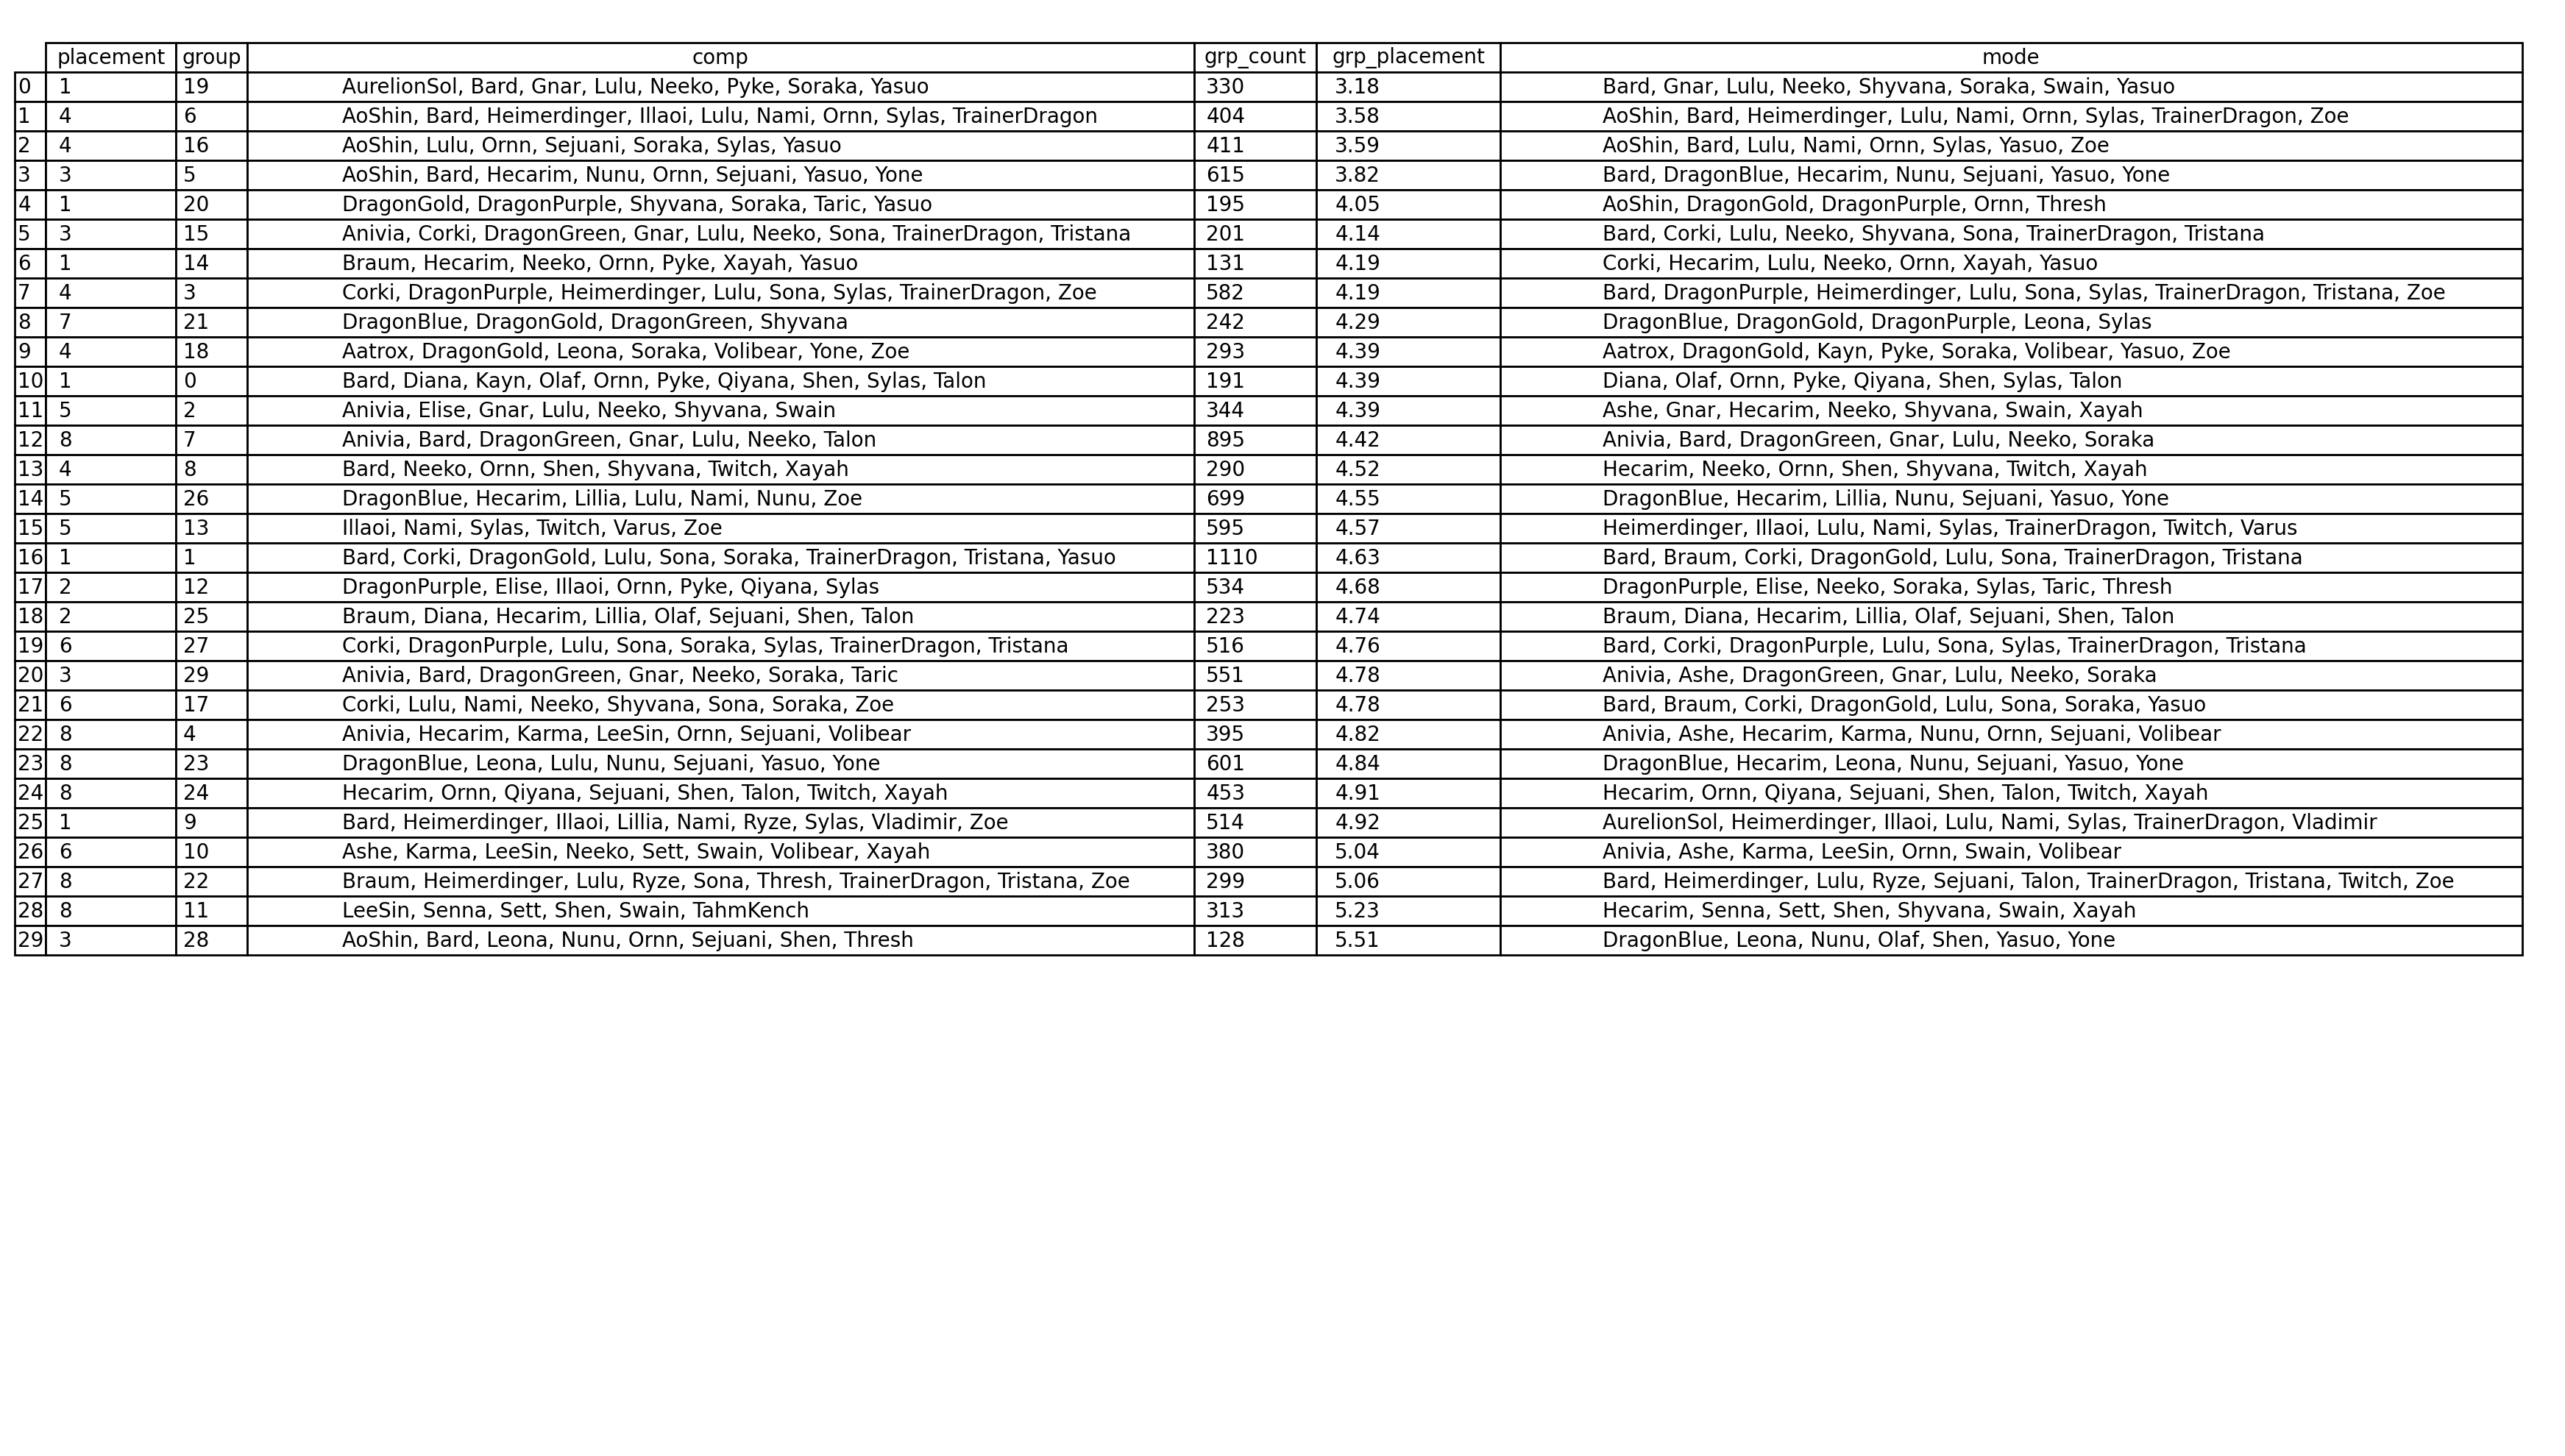 placement group comp grp_count grp_placement mode
0 1 19 AurelionSol, Bard, Gnar, Lulu, Neeko, Pyke, Soraka, Yasuo 330 3.18 Bard, Gnar, Lulu, Neeko, Shyvana, Soraka, Swain, Yasuo
1 4 6 AoShin, Bard, Heimerdinger, Illaoi, Lulu, Nami, Ornn, Sylas, TrainerDragon 404 3.58 AoShin, Bard, Heimerdinger, Lulu, Nami, Ornn, Sylas, TrainerDragon, Zoe
2 4 16 AoShin, Lulu, Ornn, Sejuani, Soraka, Sylas, Yasuo 411 3.59 AoShin, Bard, Lulu, Nami, Ornn, Sylas, Yasuo, Zoe
3 3 5 AoShin, Bard, Hecarim, Nunu, Ornn, Sejuani, Yasuo, Yone 615 3.82 Bard, DragonBlue, Hecarim, Nunu, Sejuani, Yasuo, Yone
4 1 20 DragonGold, DragonPurple, Shyvana, Soraka, Taric, Yasuo 195 4.05 AoShin, DragonGold, DragonPurple, Ornn, Thresh
5 3 15 Anivia, Corki, DragonGreen, Gnar, Lulu, Neeko, Sona, TrainerDragon, Tristana 201 4.14 Bard, Corki, Lulu, Neeko, Shyvana, Sona, TrainerDragon, Tristana
6 1 14 Braum, Hecarim, Neeko, Ornn, Pyke, Xayah, Yasuo 131 4.19 Corki, Hecarim, Lulu, Neeko, Ornn, Xayah, Yasuo
7 4 3 Corki, DragonPurple, Heimerdinger, Lulu, Sona, Sylas, TrainerDragon, Zoe 582 4.19 Bard, DragonPurple, Heimerdinger, Lulu, Sona, Sylas, TrainerDragon, Tristana, Zoe
8 7 21 DragonBlue, DragonGold, DragonGreen, Shyvana 242 4.29 DragonBlue, DragonGold, DragonPurple, Leona, Sylas
9 4 18 Aatrox, DragonGold, Leona, Soraka, Volibear, Yone, Zoe 293 4.39 Aatrox, DragonGold, Kayn, Pyke, Soraka, Volibear, Yasuo, Zoe
10 1 0 Bard, Diana, Kayn, Olaf, Ornn, Pyke, Qiyana, Shen, Sylas, Talon 191 4.39 Diana, Olaf, Ornn, Pyke, Qiyana, Shen, Sylas, Talon
11 5 2 Anivia, Elise, Gnar, Lulu, Neeko, Shyvana, Swain 344 4.39 Ashe, Gnar, Hecarim, Neeko, Shyvana, Swain, Xayah
12 8 7 Anivia, Bard, DragonGreen, Gnar, Lulu, Neeko, Talon 895 4.42 Anivia, Bard, DragonGreen, Gnar, Lulu, Neeko, Soraka
13 4 8 Bard, Neeko, Ornn, Shen, Shyvana, Twitch, Xayah 290 4.52 Hecarim, Neeko, Ornn, Shen, Shyvana, Twitch, Xayah
14 5 26 DragonBlue, Hecarim, Lillia, Lulu, Nami, Nunu, Zoe 699 4.55 DragonBlue, Hecarim, Lillia, Nunu, Sejuani, Yasuo, Yone
15 5 13 Illaoi, Nami, Sylas, Twitch, Varus, Zoe 595 4.57 Heimerdinger, Illaoi, Lulu, Nami, Sylas, TrainerDragon, Twitch, Varus
16 1 1 Bard, Corki, DragonGold, Lulu, Sona, Soraka, TrainerDragon, Tristana, Yasuo 1110 4.63 Bard, Braum, Corki, DragonGold, Lulu, Sona, TrainerDragon, Tristana
17 2 12 DragonPurple, Elise, Illaoi, Ornn, Pyke, Qiyana, Sylas 534 4.68 DragonPurple, Elise, Neeko, Soraka, Sylas, Taric, Thresh
18 2 25 Braum, Diana, Hecarim, Lillia, Olaf, Sejuani, Shen, Talon 223 4.74 Braum, Diana, Hecarim, Lillia, Olaf, Sejuani, Shen, Talon
19 6 27 Corki, DragonPurple, Lulu, Sona, Soraka, Sylas, TrainerDragon, Tristana 516 4.76 Bard, Corki, DragonPurple, Lulu, Sona, Sylas, TrainerDragon, Tristana
20 3 29 Anivia, Bard, DragonGreen, Gnar, Neeko, Soraka, Taric 551 4.78 Anivia, Ashe, DragonGreen, Gnar, Lulu, Neeko, Soraka
21 6 17 Corki, Lulu, Nami, Neeko, Shyvana, Sona, Soraka, Zoe 253 4.78 Bard, Braum, Corki, DragonGold, Lulu, Sona, Soraka, Yasuo
22 8 4 Anivia, Hecarim, Karma, LeeSin, Ornn, Sejuani, Volibear 395 4.82 Anivia, Ashe, Hecarim, Karma, Nunu, Ornn, Sejuani, Volibear
23 8 23 DragonBlue, Leona, Lulu, Nunu, Sejuani, Yasuo, Yone 601 4.84 DragonBlue, Hecarim, Leona, Nunu, Sejuani, Yasuo, Yone
24 8 24 Hecarim, Ornn, Qiyana, Sejuani, Shen, Talon, Twitch, Xayah 453 4.91 Hecarim, Ornn, Qiyana, Sejuani, Shen, Talon, Twitch, Xayah
25 1 9 Bard, Heimerdinger, Illaoi, Lillia, Nami, Ryze, Sylas, Vladimir, Zoe 514 4.92 AurelionSol, Heimerdinger, Illaoi, Lulu, Nami, Sylas, TrainerDragon, Vladimir
26 6 10 Ashe, Karma, LeeSin, Neeko, Sett, Swain, Volibear, Xayah 380 5.04 Anivia, Ashe, Karma, LeeSin, Ornn, Swain, Volibear
27 8 22 Braum, Heimerdinger, Lulu, Ryze, Sona, Thresh, TrainerDragon, Tristana, Zoe 299 5.06 Bard, Heimerdinger, Lulu, Ryze, Sejuani, Talon, TrainerDragon, Tristana, Twitch, Zoe
28 8 11 LeeSin, Senna, Sett, Shen, Swain, TahmKench 313 5.23 Hecarim, Senna, Sett, Shen, Shyvana, Swain, Xayah
29 3 28 AoShin, Bard, Leona, Nunu, Ornn, Sejuani, Shen, Thresh 128 5.51 DragonBlue, Leona, Nunu, Olaf, Shen, Yasuo, Yone